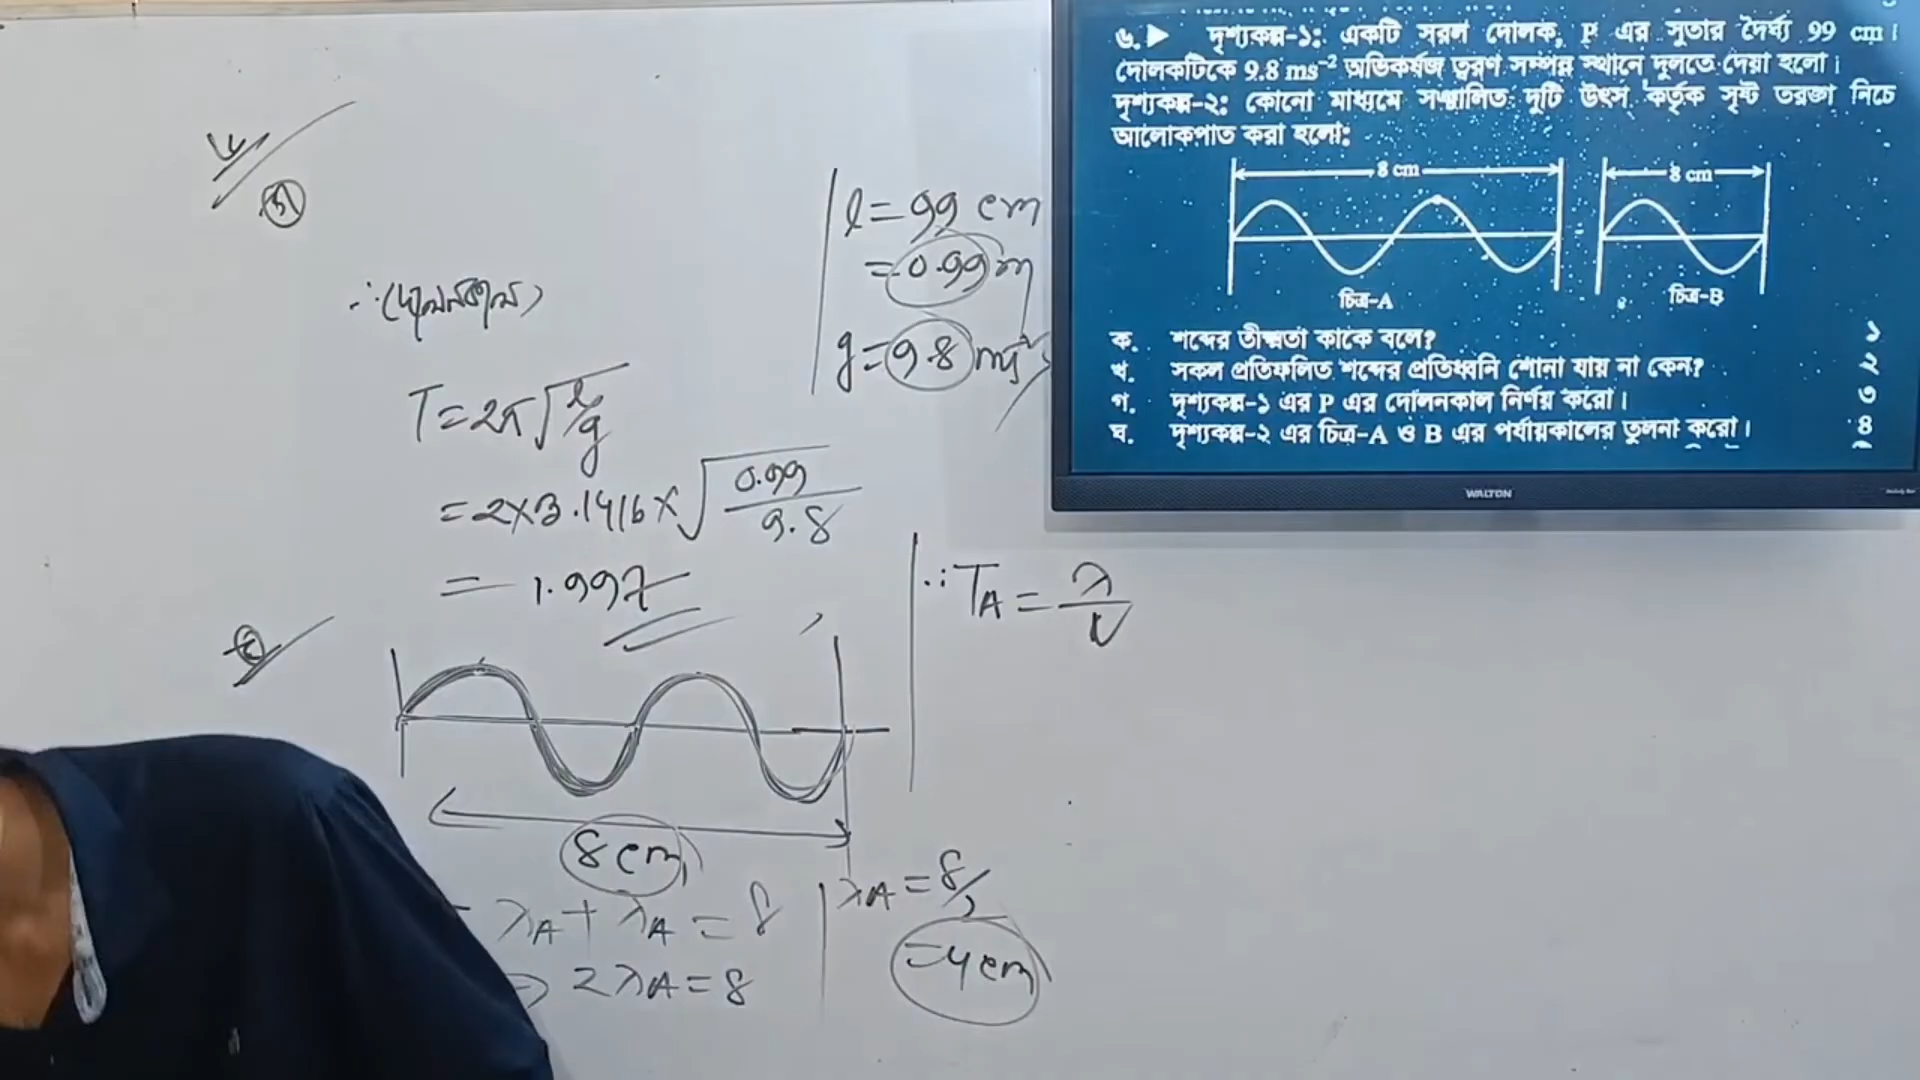 ৬.▶ দৃশ্যকল্প-১: একটি সরল দোলক, P এর সুতার দৈর্ঘ্য 99 cm।
দোলকটিকে 9.8 ms⁻² অভিকর্ষজ ত্বরণ সম্পন্ন স্থানে দুলতে দেয়া হলো।
দৃশ্যকল্প-২: কোনো মাধ্যমে সঞ্চালিত দুটি উৎস কর্তৃক সৃষ্ট তরঙ্গ নিচে
আলোকপাত করা হলো:
8 cm 8 cm
চিত্র-A চিত্র-B
ক. শব্দের তীক্ষ্ণতা কাকে বলে? ১
খ. সকল প্রতিফলিত শব্দের প্রতিধ্বনি শোনা যায় না কেন? ২
গ. দৃশ্যকল্প-১ এর P এর দোলনকাল নির্ণয় করো। ৩
ঘ. দৃশ্যকল্প-২ এর চিত্র-A ও B এর পর্যায়কালের তুলনা করো। ৪
WALTON
৬
l = 99 cm
= 0.99 m
g = 9.8 ms⁻²
∴ দোলনকাল,
T = 2π√l/g
= 2×3.1416×√0.99/9.8
= 1.997
8 cm
λA + λA = 8
⇒ 2λA = 8
λA = 8/2
= 4 cm
∴ TA = λ/V